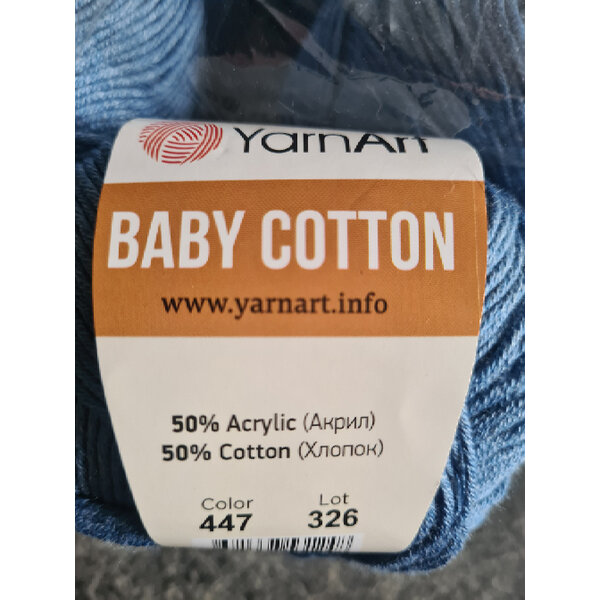 YarnArt
BABY COTTON
www.yarnart.info
50% Acrylic (Акрил)
50% Cotton (Хлопок)
Color Lot
447 326